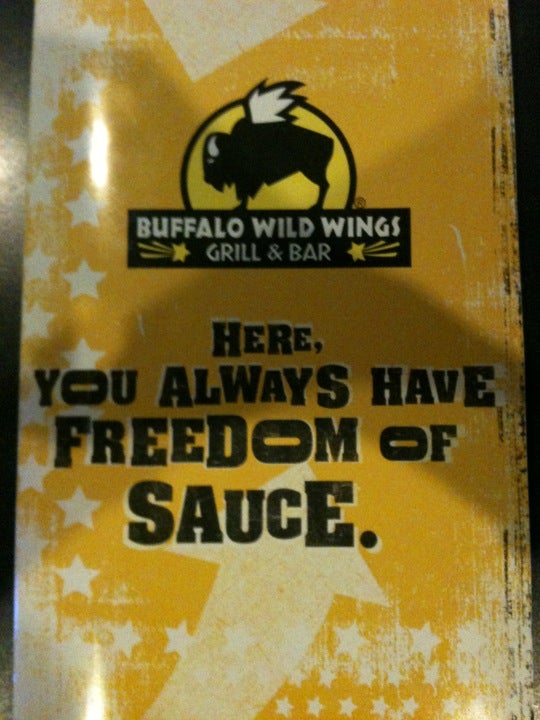 BUFFALO WILD WINGS
GRILL & BAR
®
HERE,
YOU ALWAYS HAVE
FREEDOM OF
SAUCE.